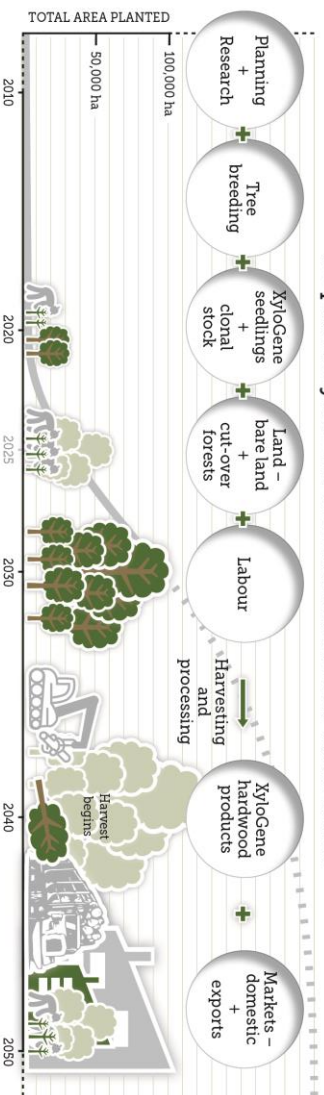 TOTAL AREA PLANTED
100,000 ha
50,000 ha
Planning
+
Research
+
Tree
breeding
+
XyloGene
seedlings
+
clonal
stock
+
Land –
bare land
+
cut-over
forests
+
Labour
Harvesting
and
processing
XyloGene
hardwood
products
+
Markets –
domestic
+
exports
Harvest
begins
2010
2020
2025
2030
2040
2050